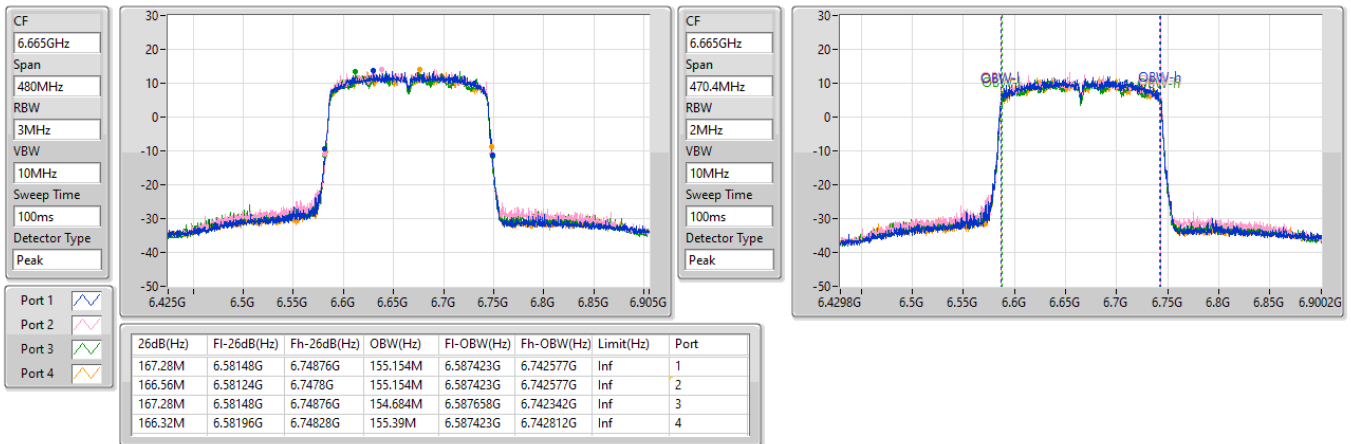 CF
6.665GHz
Span
480MHz
RBW
3MHz
VBW
10MHz
Sweep Time
100ms
Detector Type
Peak
30
20
10
0
-10
-20
-30
-40
-50
6.425G 6.5G 6.55G 6.6G 6.65G 6.7G 6.75G 6.8G 6.85G 6.905G
CF
6.665GHz
Span
470.4MHz
RBW
2MHz
VBW
10MHz
Sweep Time
100ms
Detector Type
Peak
30
20
10
0
-10
-20
-30
-40
-50
OBW-l OBW-h
6.4298G 6.5G 6.55G 6.6G 6.65G 6.7G 6.75G 6.8G 6.85G 6.9002G
Port 1
Port 2
Port 3
Port 4
26dB(Hz) Fl-26dB(Hz) Fh-26dB(Hz) OBW(Hz) Fl-OBW(Hz) Fh-OBW(Hz) Limit(Hz) Port
167.28M 6.58148G 6.74876G 155.154M 6.587423G 6.742577G Inf 1
166.56M 6.58124G 6.7478G 155.154M 6.587423G 6.742577G Inf 2
167.28M 6.58148G 6.74876G 154.684M 6.587658G 6.742342G Inf 3
166.32M 6.58196G 6.74828G 155.39M 6.587423G 6.742812G Inf 4